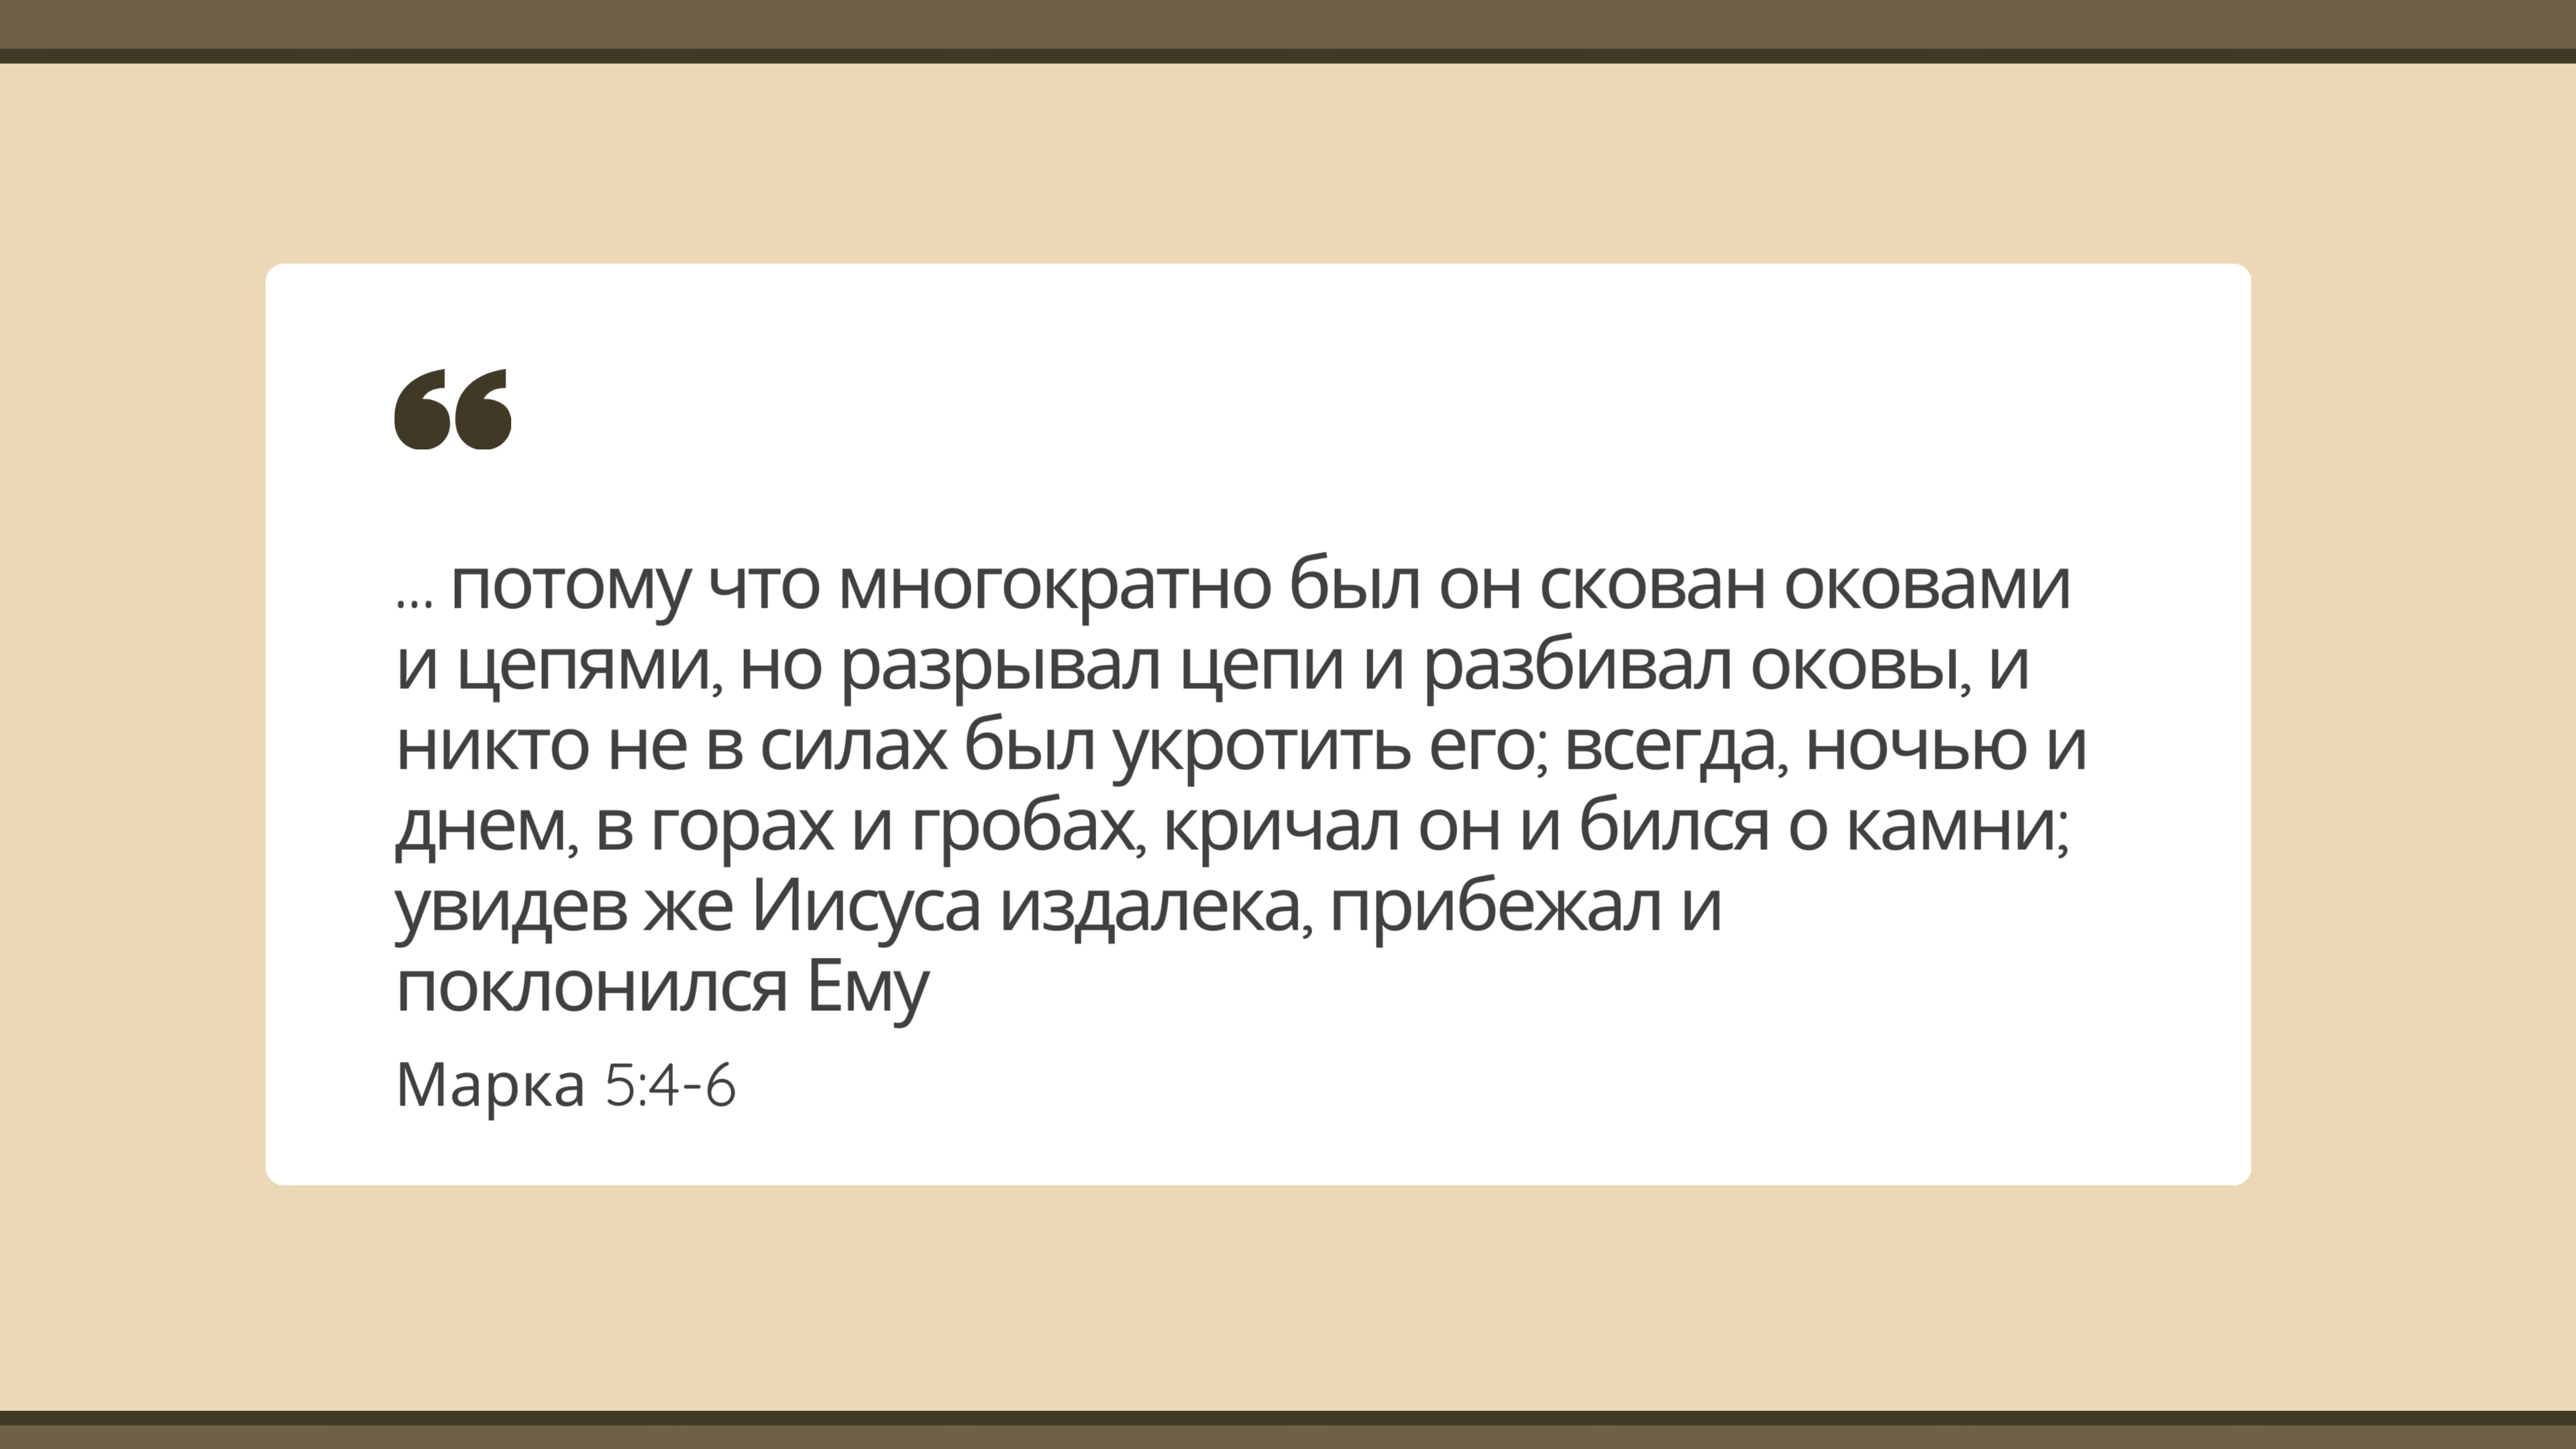 “
... потому что многократно был он скован оковами
и цепями, но разрывал цепи и разбивал оковы, и
никто не в силах был укротить его; всегда, ночью и
днем, в горах и гробах, кричал он и бился о камни;
увидев же Иисуса издалека, прибежал и
поклонился Ему
Марка 5:4-6